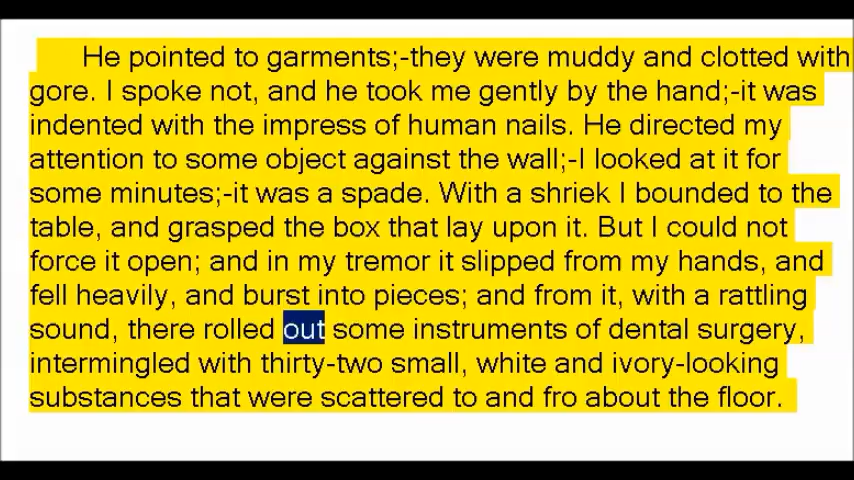 He pointed to garments;-they were muddy and clotted with
gore. I spoke not, and he took me gently by the hand;-it was
indented with the impress of human nails. He directed my
attention to some object against the wall;-I looked at it for
some minutes;-it was a spade. With a shriek I bounded to the
table, and grasped the box that lay upon it. But I could not
force it open; and in my tremor it slipped from my hands, and
fell heavily, and burst into pieces; and from it, with a rattling
sound, there rolled out some instruments of dental surgery,
intermingled with thirty-two small, white and ivory-looking
substances that were scattered to and fro about the floor.